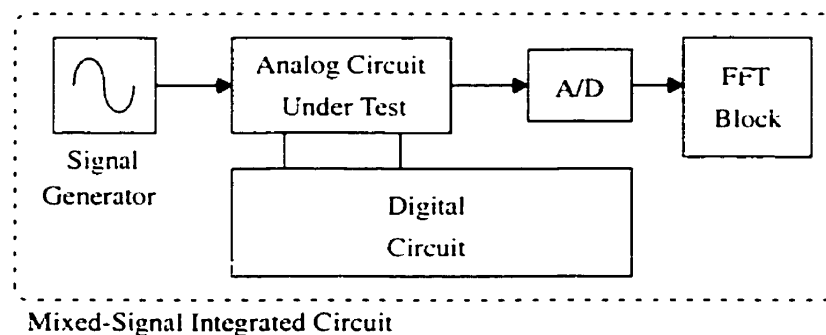 Analog Circuit
Under Test
A/D
FFT
Block
Signal
Generator
Digital
Circuit
Mixed-Signal Integrated Circuit